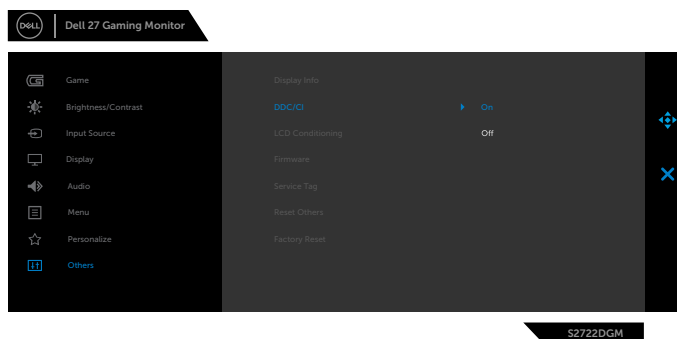 DELL Dell 27 Gaming Monitor
Game Display Info
Brightness/Contrast DDC/CI On
Input Source LCD Conditioning Off
Display Firmware
Audio Service Tag
Menu Reset Others
Personalize Factory Reset
Others
S2722DGM